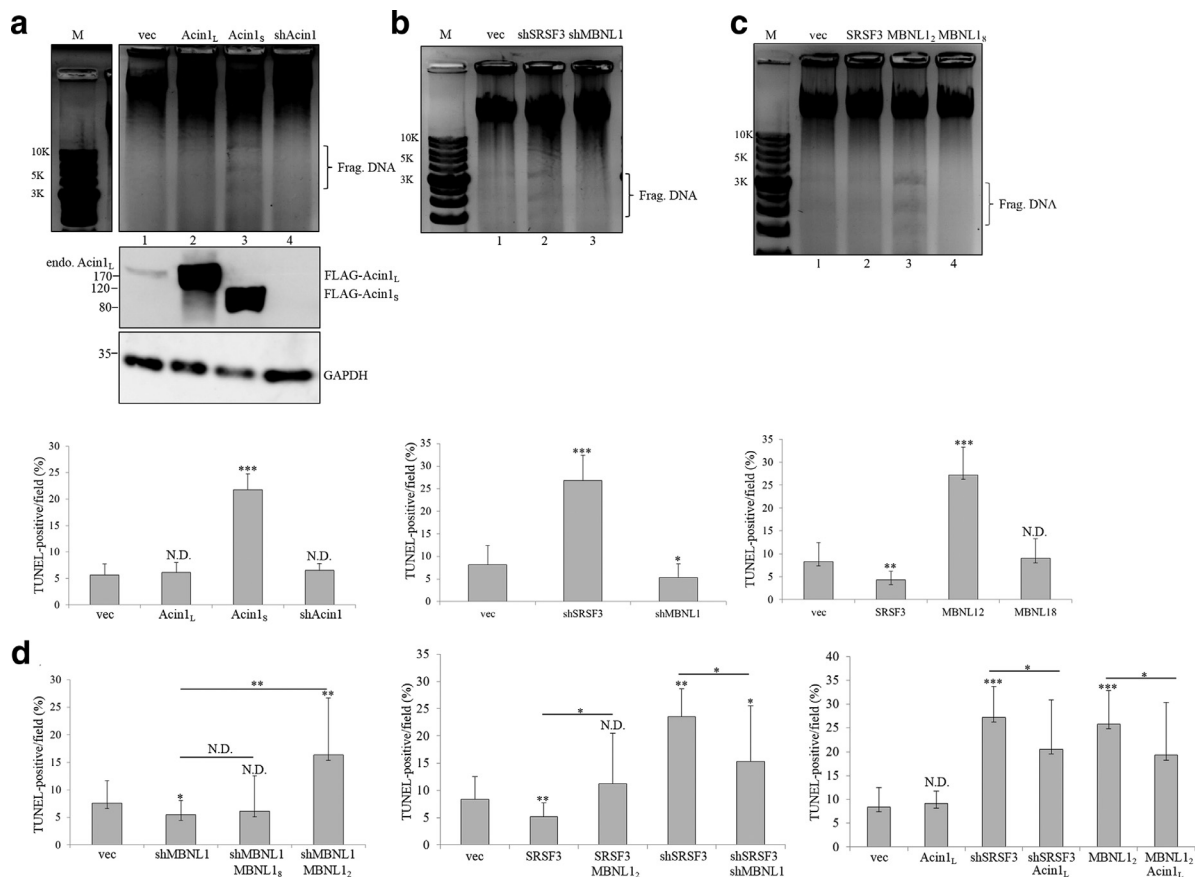 a
M vec Acin1L Acin1S shAcin1
10K
5K
3K
Frag. DNA
1 2 3 4
endo. Acin1L
170
120
80
FLAG-Acin1L
FLAG-Acin1S
35
GAPDH
TUNEL-positive/field (%)
30
25
20
15
10
5
0
N.D.
***
N.D.
vec Acin1L Acin1S shAcin1
b
M vec shSRSF3 shMBNL1
10K
5K
3K
Frag. DNA
1 2 3
TUNEL-positive/field (%)
35
30
25
20
15
10
5
0
***
*
vec shSRSF3 shMBNL1
c
M vec SRSF3 MBNL12 MBNL18
10K
5K
3K
Frag. DNA
1 2 3 4
TUNEL-positive/field (%)
35
30
25
20
15
10
5
0
**
***
N.D.
vec SRSF3 MBNL12 MBNL18
d
TUNEL-positive/field (%)
30
25
20
15
10
5
0
**
**
N.D.
N.D.
*
vec shMBNL1 shMBNL1 shMBNL1
MBNL18 MBNL12
TUNEL-positive/field (%)
35
30
25
20
15
10
5
0
*
**
*
*
N.D.
**
vec SRSF3 SRSF3 shSRSF3 shSRSF3
MBNL12 shMBNL1
TUNEL-positive/field (%)
40
35
30
25
20
15
10
5
0
*
*
***
***
N.D.
vec Acin1L shSRSF3 shSRSF3 MBNL12 MBNL12
Acin1L Acin1L